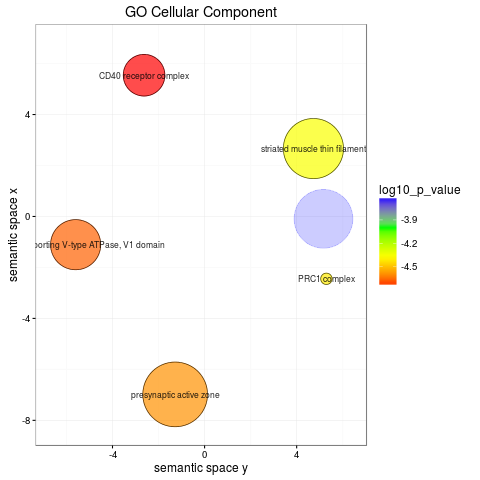 GO Cellular Component
CD40 receptor complex
striated muscle thin filament
porting V-type ATPase, V1 domain
PRC1 complex
presynaptic active zone
4
0
-4
-8
-4
0
4
semantic space x
semantic space y
log10_p_value
-3.9
-4.2
-4.5